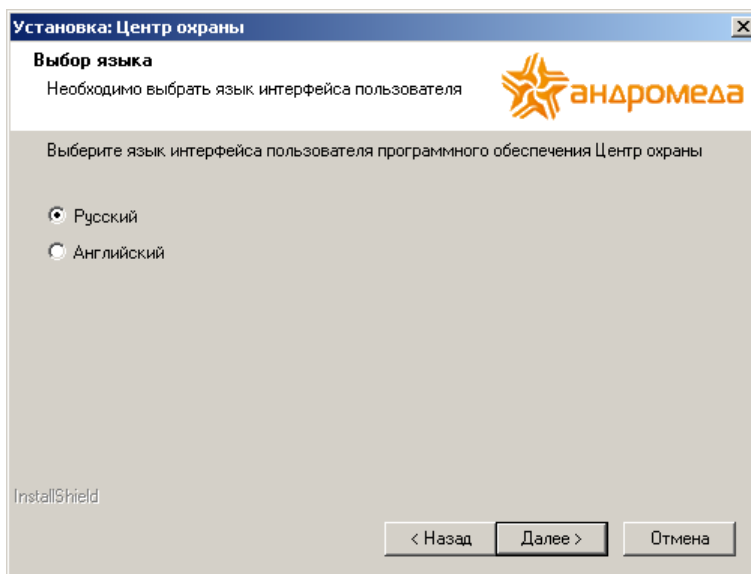 Установка: Центр охраны
Выбор языка
Необходимо выбрать язык интерфейса пользователя
андромеда
Выберите язык интерфейса пользователя программного обеспечения Центр охраны
Русский
Английский
InstallShield
< Назад
Далее >
Отмена